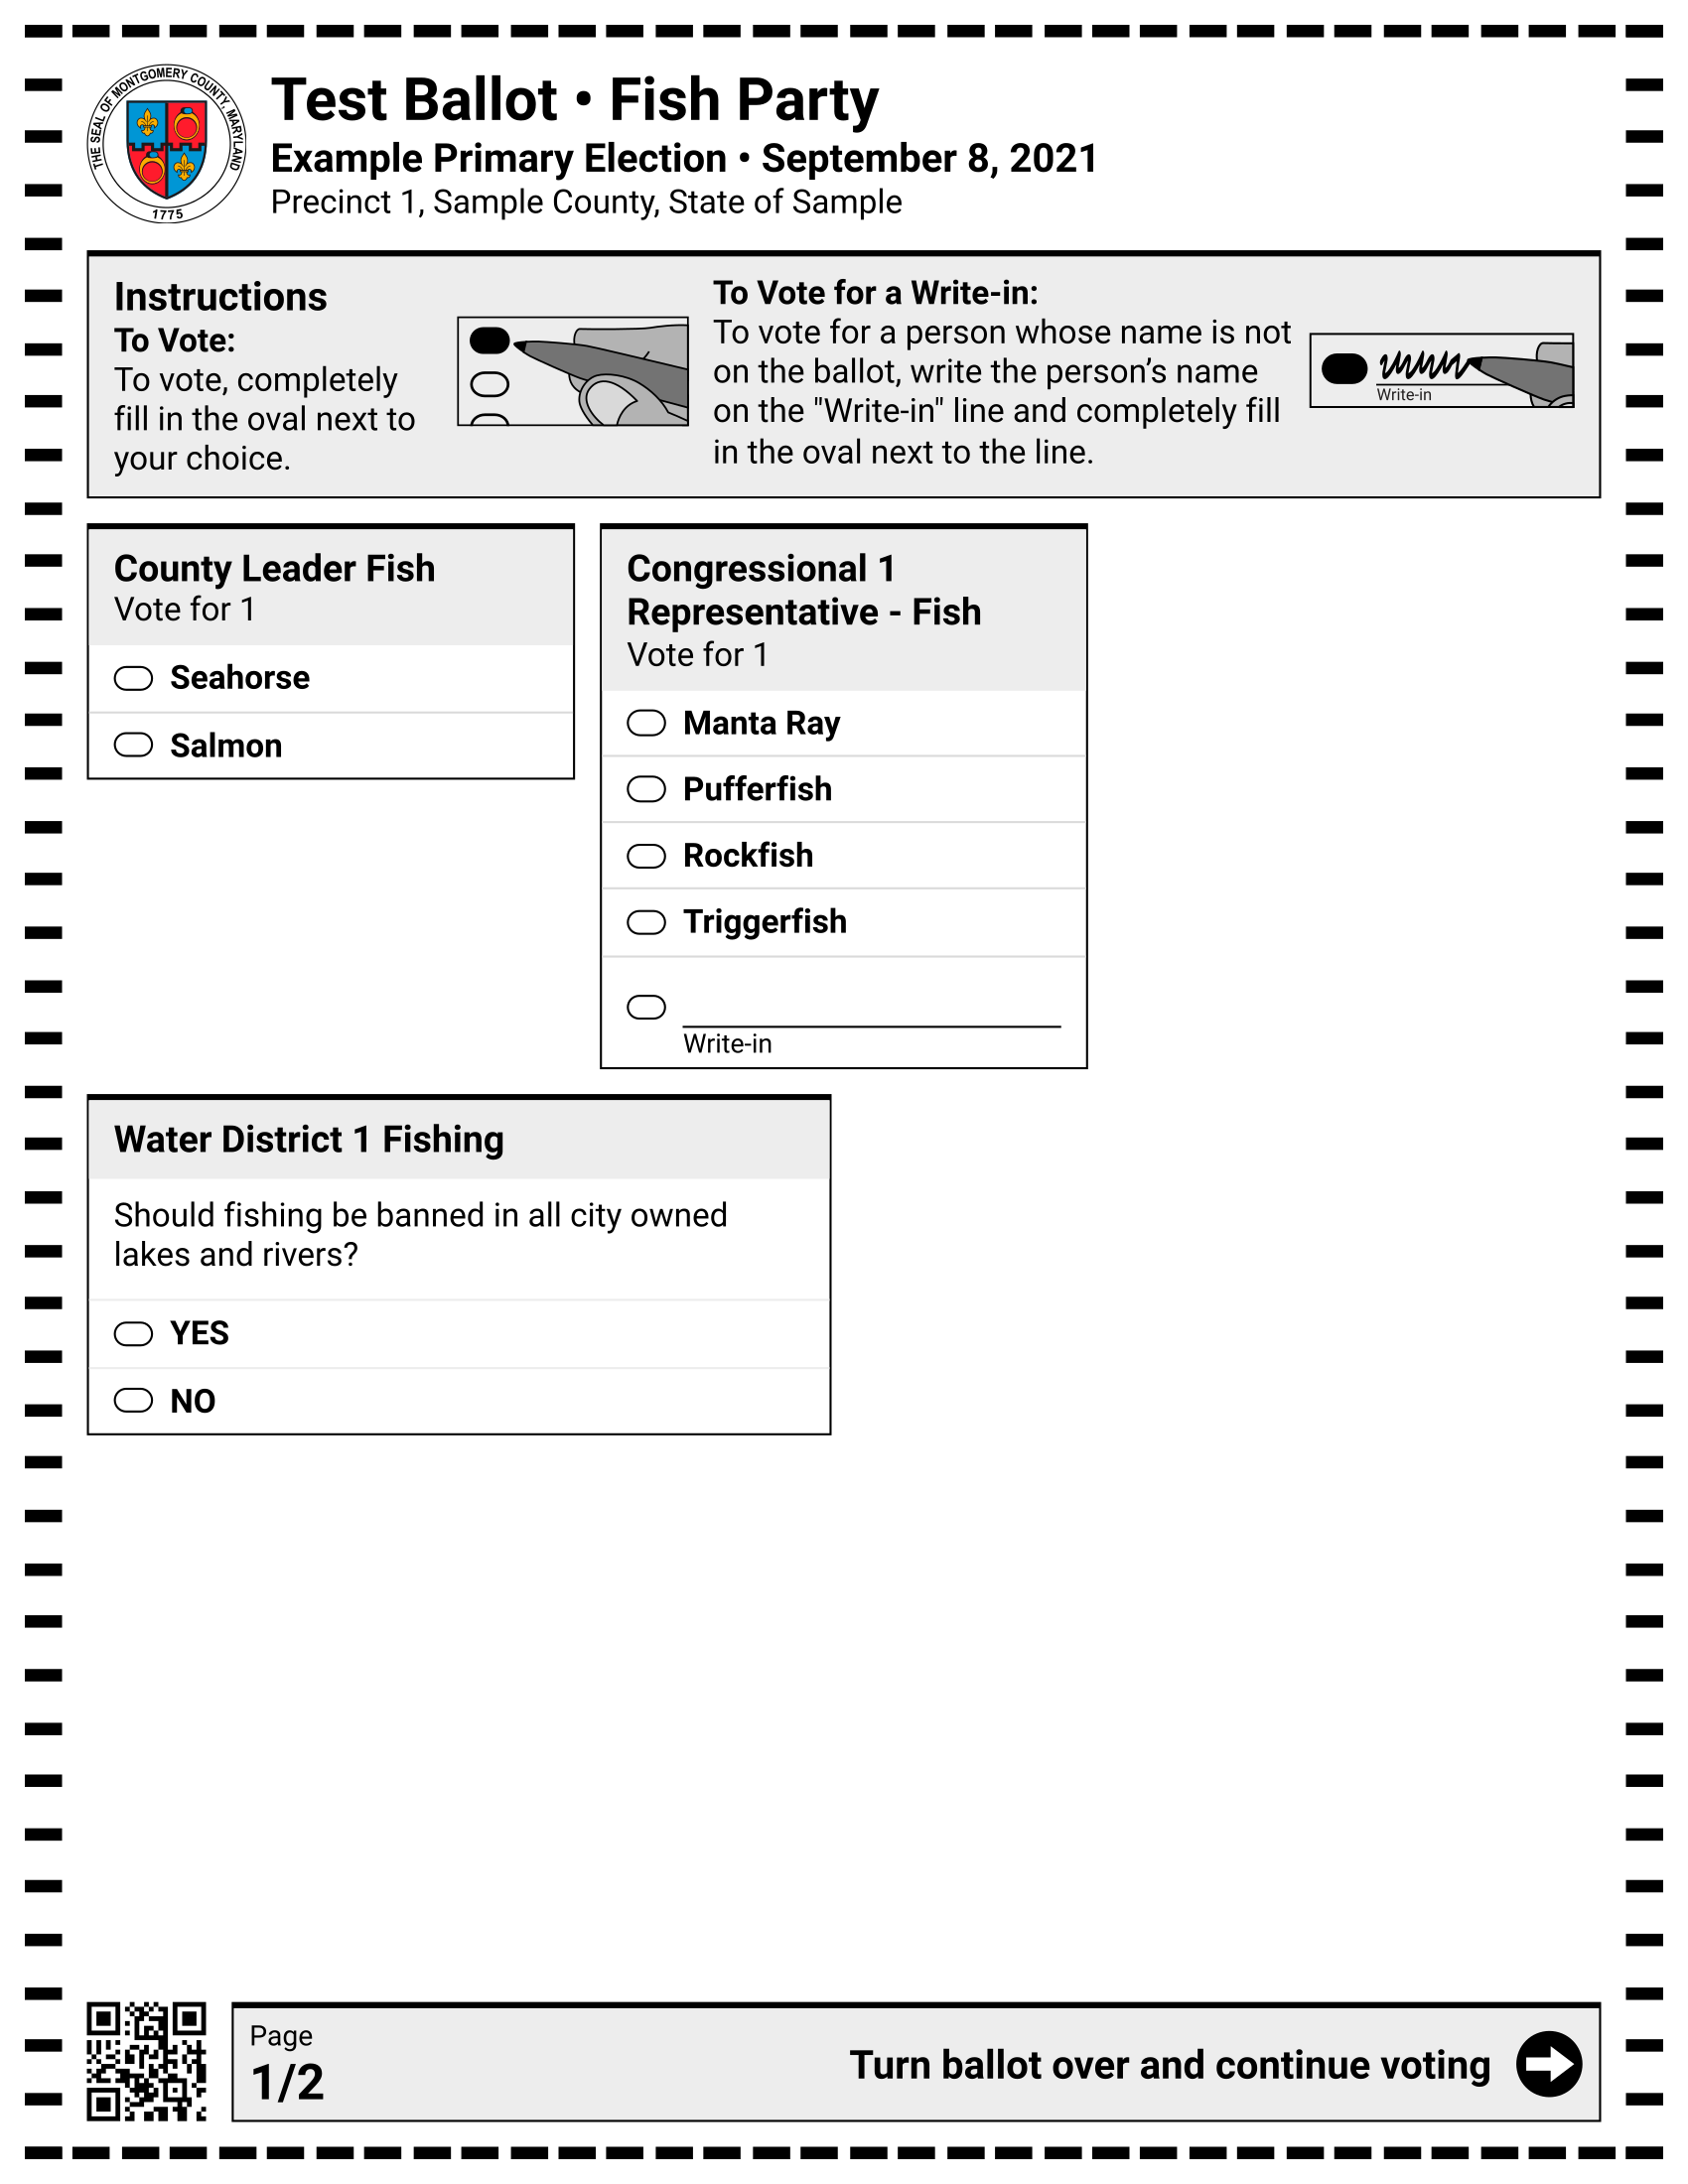 THE SEAL OF MONTGOMERY COUNTY, MARYLAND
1775
Test Ballot • Fish Party
Example Primary Election • September 8, 2021
Precinct 1, Sample County, State of Sample
Instructions
To Vote:
To vote, completely
fill in the oval next to
your choice.
To Vote for a Write-in:
To vote for a person whose name is not
on the ballot, write the person’s name
on the "Write-in" line and completely fill
in the oval next to the line.
Write-in
County Leader Fish
Vote for 1
Seahorse
Salmon
Congressional 1
Representative - Fish
Vote for 1
Manta Ray
Pufferfish
Rockfish
Triggerfish
Write-in
Water District 1 Fishing
Should fishing be banned in all city owned
lakes and rivers?
YES
NO
Page
1/2
Turn ballot over and continue voting